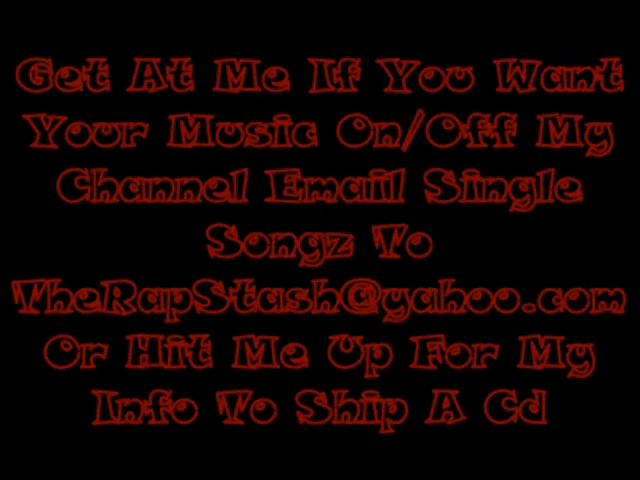 Get At Me If You Want
Your Music On/Off My
Channel Email Single
Songz To
TheRapStash@yahoo.com
Or Hit Me Up For My
Info To Ship A Cd